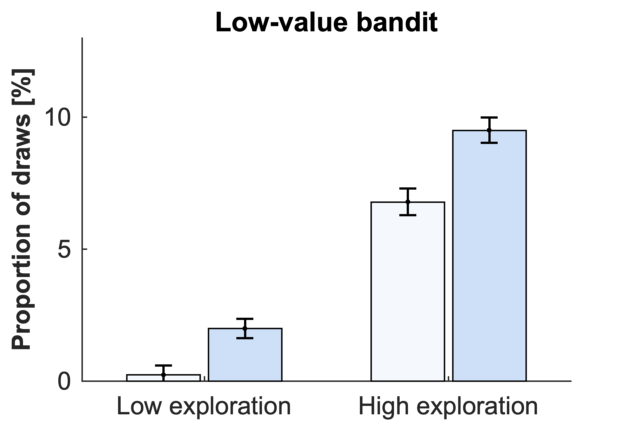 Low-value bandit
Proportion of draws [%]
10
5
0
Low exploration
High exploration